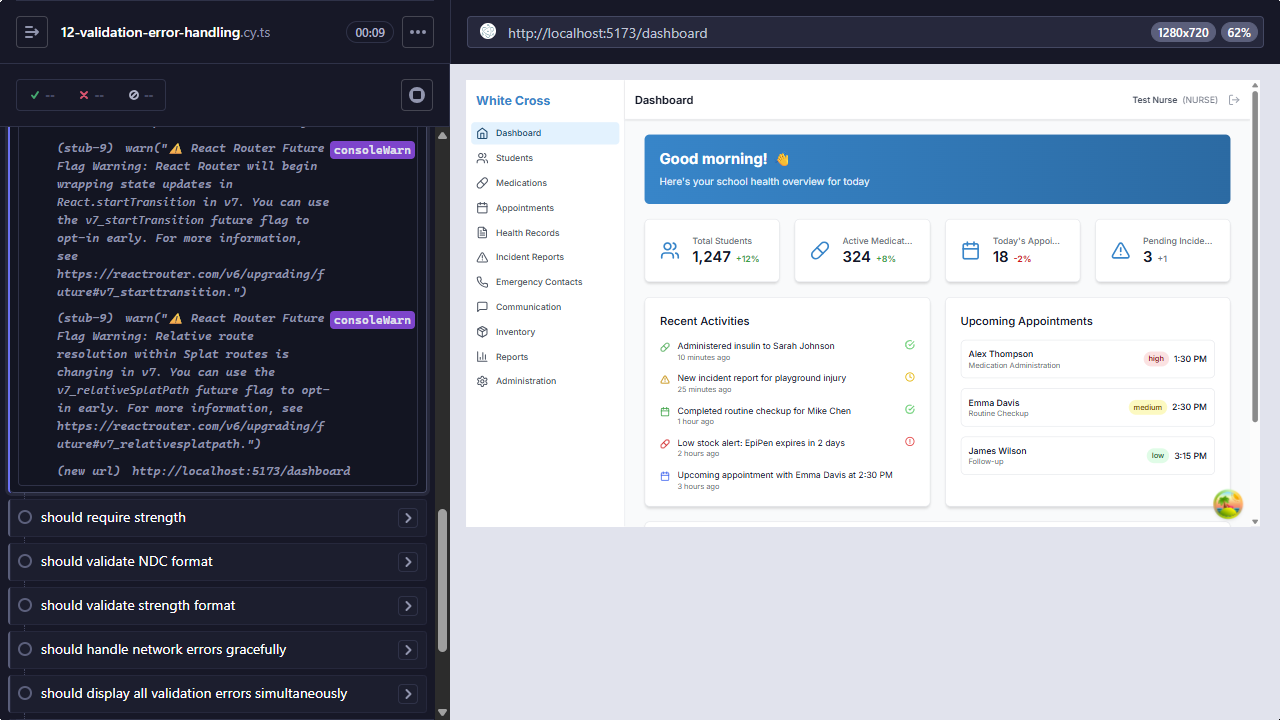 12-validation-error-handling.cy.ts
00:09
--
--
--
(stub-9) warn("⚠️ React Router Future
Flag Warning: React Router will begin
wrapping state updates in
React.startTransition in v7. You can use
the v7_startTransition future flag to
opt-in early. For more information,
see
https://reactrouter.com/v6/upgrading/f
uture#v7_starttransition.")
consoleWarn
(stub-9) warn("⚠️ React Router Future
Flag Warning: Relative route
resolution within Splat routes is
changing in v7. You can use the
v7_relativeSplatPath future flag to opt-
in early. For more information, see
https://reactrouter.com/v6/upgrading/f
uture#v7_relativesplatpath.")
consoleWarn
(new url) http://localhost:5173/dashboard
should require strength
should validate NDC format
should validate strength format
should handle network errors gracefully
should display all validation errors simultaneously
http://localhost:5173/dashboard
1280x720
62%
White Cross
Dashboard
Students
Medications
Appointments
Health Records
Incident Reports
Emergency Contacts
Communication
Inventory
Reports
Administration
Dashboard
Test Nurse (NURSE)
Good morning! 👋
Here's your school health overview for today
Total Students
1,247 +12%
Active Medicat...
324 +8%
Today's Appoi...
18 -2%
Pending Incide...
3 +1
Recent Activities
Administered insulin to Sarah Johnson
10 minutes ago
New incident report for playground injury
25 minutes ago
Completed routine checkup for Mike Chen
1 hour ago
Low stock alert: EpiPen expires in 2 days
2 hours ago
Upcoming appointment with Emma Davis at 2:30 PM
3 hours ago
Upcoming Appointments
Alex Thompson
Medication Administration
high 1:30 PM
Emma Davis
Routine Checkup
medium 2:30 PM
James Wilson
Follow-up
low 3:15 PM